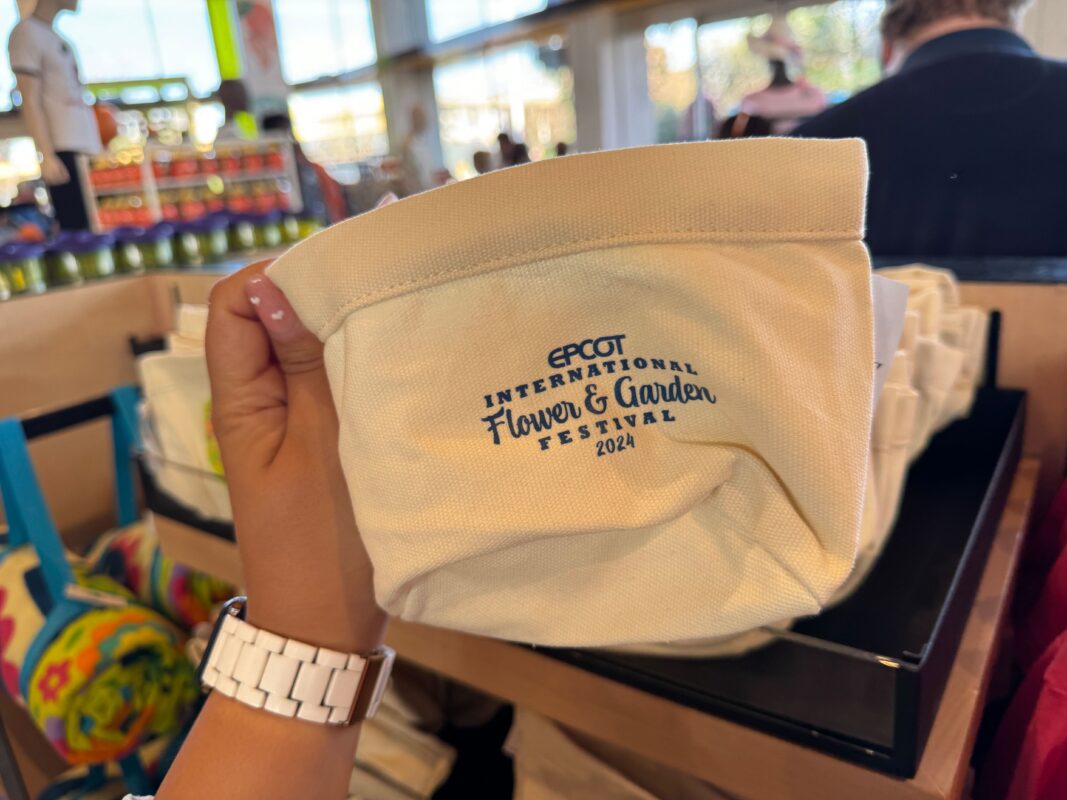 EPCOT
INTERNATIONAL
Flower & Garden
FESTIVAL
2024